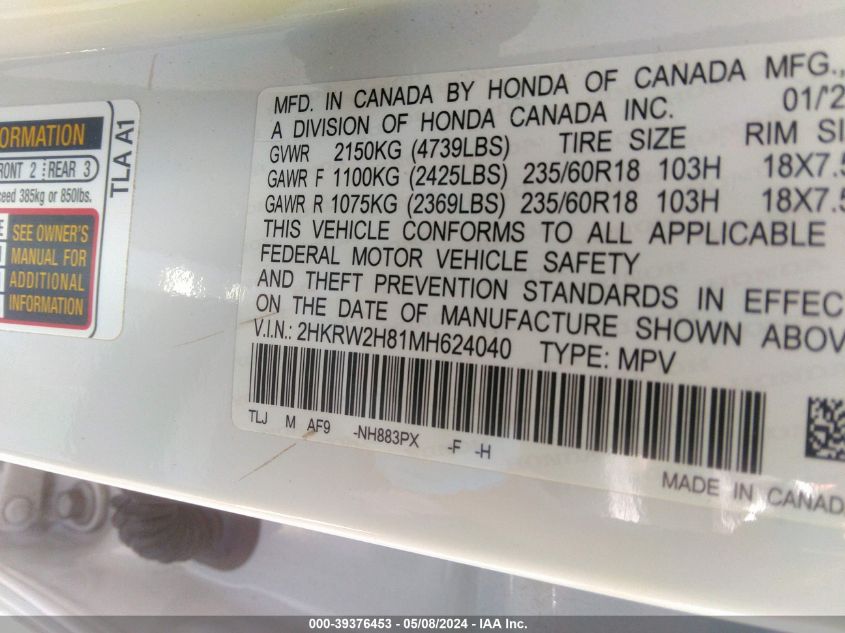 MFD. IN CANADA BY HONDA OF CANADA MFG.,
A DIVISION OF HONDA CANADA INC. 01/2
GVWR 2150KG (4739LBS) TIRE SIZE RIM SI
GAWR F 1100KG (2425LBS) 235/60R18 103H 18X7.5
GAWR R 1075KG (2369LBS) 235/60R18 103H 18X7.5
THIS VEHICLE CONFORMS TO ALL APPLICABLE
FEDERAL MOTOR VEHICLE SAFETY
AND THEFT PREVENTION STANDARDS IN EFFEC
ON THE DATE OF MANUFACTURE SHOWN ABOV
V.I.N.: 2HKRW2H81MH624040 TYPE: MPV
TLJ M AF9 -NH883PX -F -H
MADE IN CANAD
ORMATION
RONT 2 REAR 3
ceed 385kg or 850lbs.
SEE OWNER'S
MANUAL FOR
ADDITIONAL
INFORMATION
TLA A1
000-39376453 - 05/08/2024 - IAA Inc.